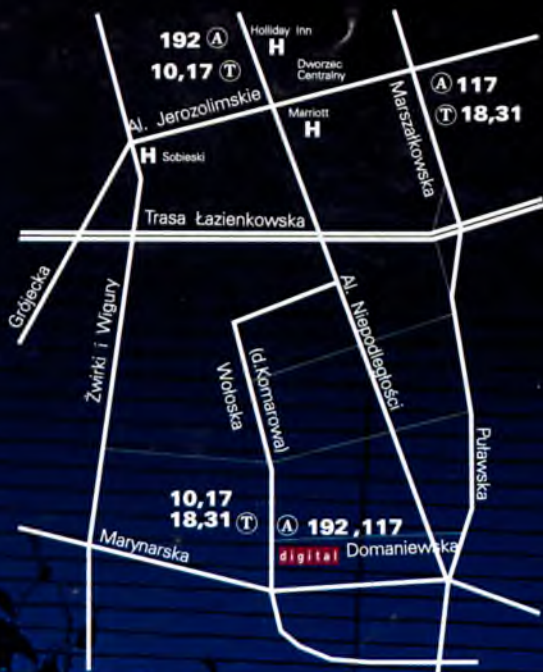 192 Ⓐ
10,17 Ⓣ
Holliday Inn
H
Dworzec
Centralny
Ⓐ 117
Ⓣ 18,31
Al. Jerozolimskie
Marriott
H
Marszałkowska
H Sobieski
Trasa Łazienkowska
Grójecka
Żwirki i Wigury
Al. Niepodległości
Wołoska
(d.Komarowa)
Puławska
10,17
18,31 Ⓣ
Ⓐ 192 ,117
Marynarska
digital
Domaniewska